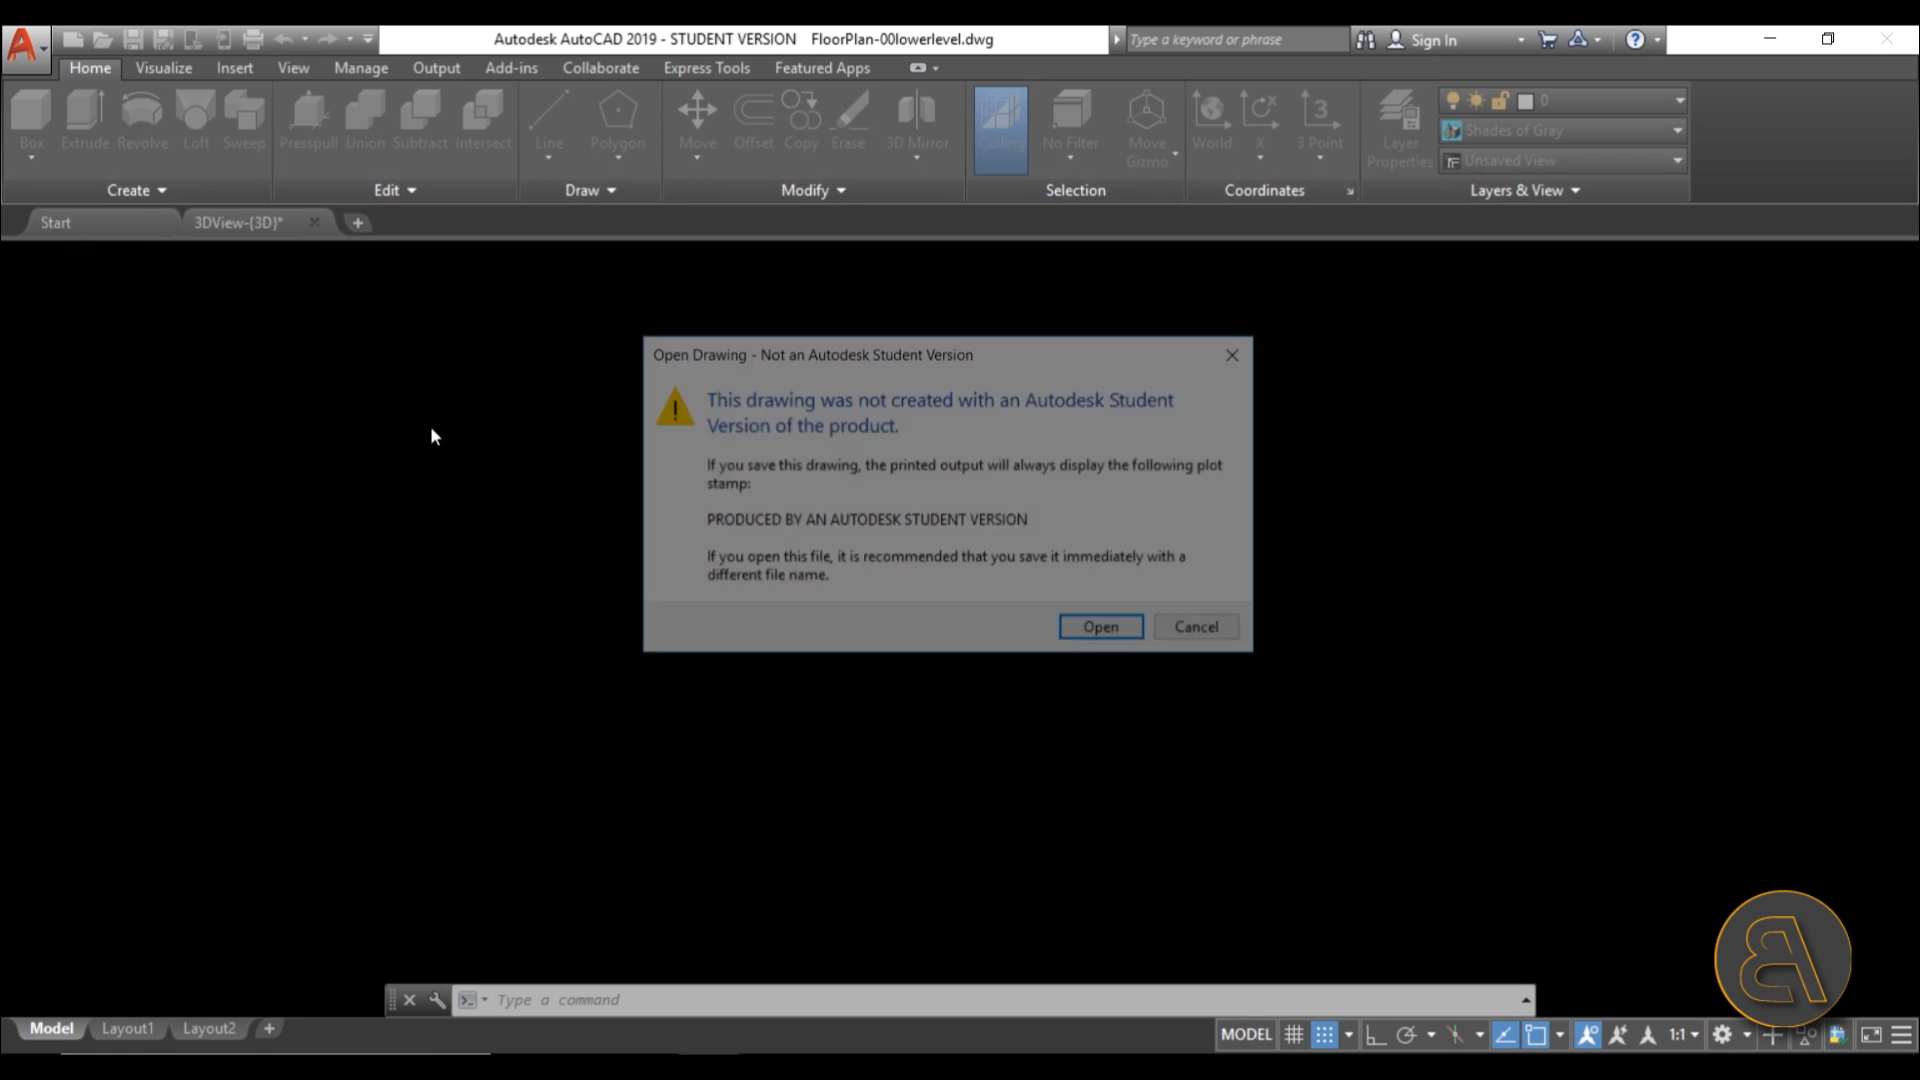 Autodesk AutoCAD 2019 - STUDENT VERSION FloorPlan-00lowerlevel.dwg
Type a keyword or phrase
Sign In
Home Visualize Insert View Manage Output Add-ins Collaborate Express Tools Featured Apps
Box Extrude Revolve Loft Sweep Presspull Union Subtract Intersect Line Polygon Move Offset Copy Erase 3D Mirror Culling No Filter Move Gizmo World X 3 Point Layer Properties
0
Shades of Gray
Unsaved View
Create Edit Draw Modify Selection Coordinates Layers & View
Start 3DView-{3D}*
Open Drawing - Not an Autodesk Student Version
This drawing was not created with an Autodesk Student
Version of the product.
If you save this drawing, the printed output will always display the following plot
stamp:
PRODUCED BY AN AUTODESK STUDENT VERSION
If you open this file, it is recommended that you save it immediately with a
different file name.
Open Cancel
Type a command
Model Layout1 Layout2
MODEL 1:1